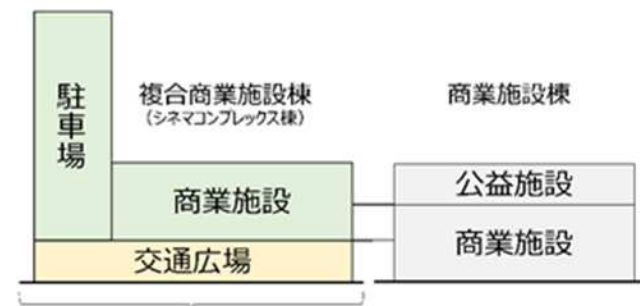 駐車場
複合商業施設棟
(シネマコンプレックス棟)
商業施設棟
商業施設
公益施設
商業施設
交通広場